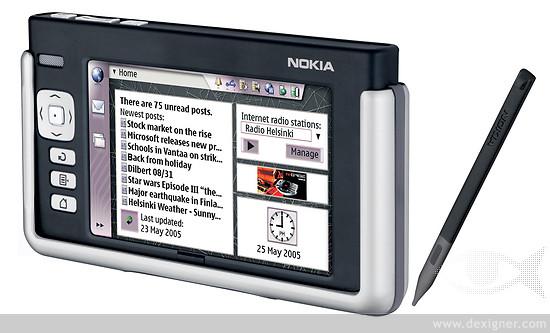 NOKIA
Home
There are 75 unread posts.
Newest posts:
Stock market on the rise
Microsoft releases new pr...
Schools in Vantaa on strik...
Back from holiday
Dilbert 08/31
Star wars Episode III "the...
Major earthquake in Finla...
Helsinki Weather - Sunny...
Last updated:
23 May 2005
Internet radio stations:
Radio Helsinki
Manage
PM
25 May 2005
NOKIA
www.dexigner.com